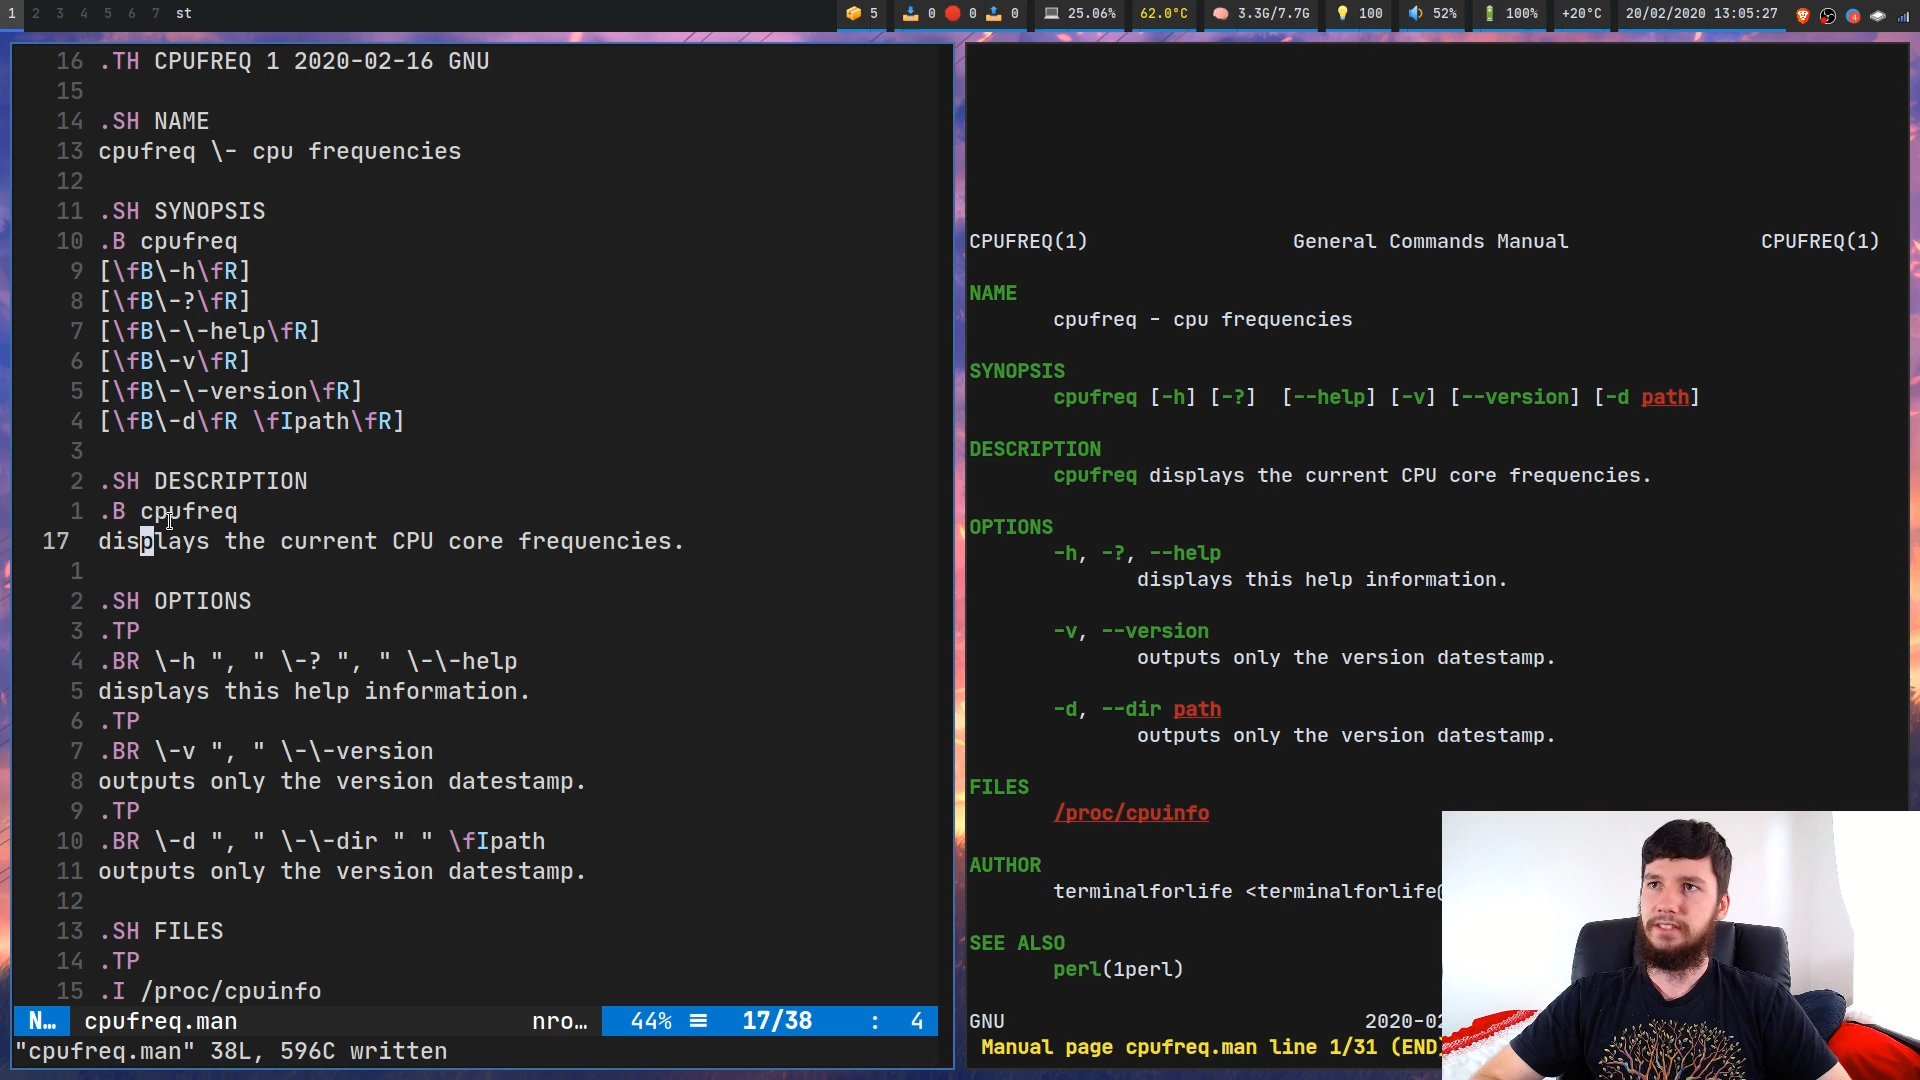 1 2 3 4 5 6 7 st
5 0 0 0 25.06% 62.0°C 3.3G/7.7G 100 52% 100% +20°C 20/02/2020 13:05:27
16 .TH CPUFREQ 1 2020-02-16 GNU
15
14 .SH NAME
13 cpufreq \- cpu frequencies
12
11 .SH SYNOPSIS
10 .B cpufreq
9 [\fB\-h\fR]
8 [\fB\-?\fR]
7 [\fB\-\-help\fR]
6 [\fB\-v\fR]
5 [\fB\-\-version\fR]
4 [\fB\-d\fR \fIpath\fR]
3
2 .SH DESCRIPTION
1 .B cpufreq
17 displays the current CPU core frequencies.
1
2 .SH OPTIONS
3 .TP
4 .BR \-h ", " \-? ", " \-\-help
5 displays this help information.
6 .TP
7 .BR \-v ", " \-\-version
8 outputs only the version datestamp.
9 .TP
10 .BR \-d ", " \-\-dir " " \fIpath
11 outputs only the version datestamp.
12
13 .SH FILES
14 .TP
15 .I /proc/cpuinfo
N… cpufreq.man nro… 44% ≡ 17/38 : 4
"cpufreq.man" 38L, 596C written
CPUFREQ(1) General Commands Manual CPUFREQ(1)
NAME
cpufreq - cpu frequencies
SYNOPSIS
cpufreq [-h] [-?]  [--help] [-v] [--version] [-d path]
DESCRIPTION
cpufreq displays the current CPU core frequencies.
OPTIONS
-h, -?, --help
displays this help information.
-v, --version
outputs only the version datestamp.
-d, --dir path
outputs only the version datestamp.
FILES
/proc/cpuinfo
AUTHOR
terminalforlife <terminalforlife@
SEE ALSO
perl(1perl)
GNU 2020-02
Manual page cpufreq.man line 1/31 (END)